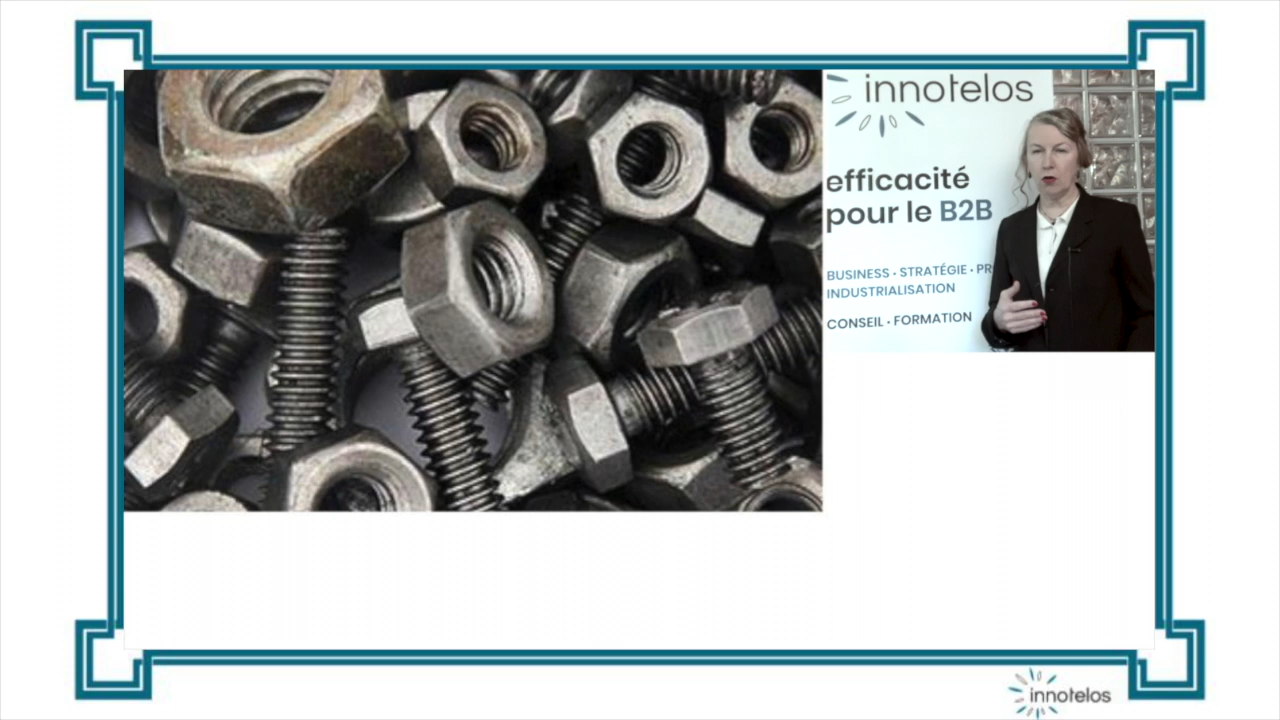 innotelos
efficacité
pour le B2B
BUSINESS • STRATÉGIE • PR
INDUSTRIALISATION
CONSEIL • FORMATION
innotelos